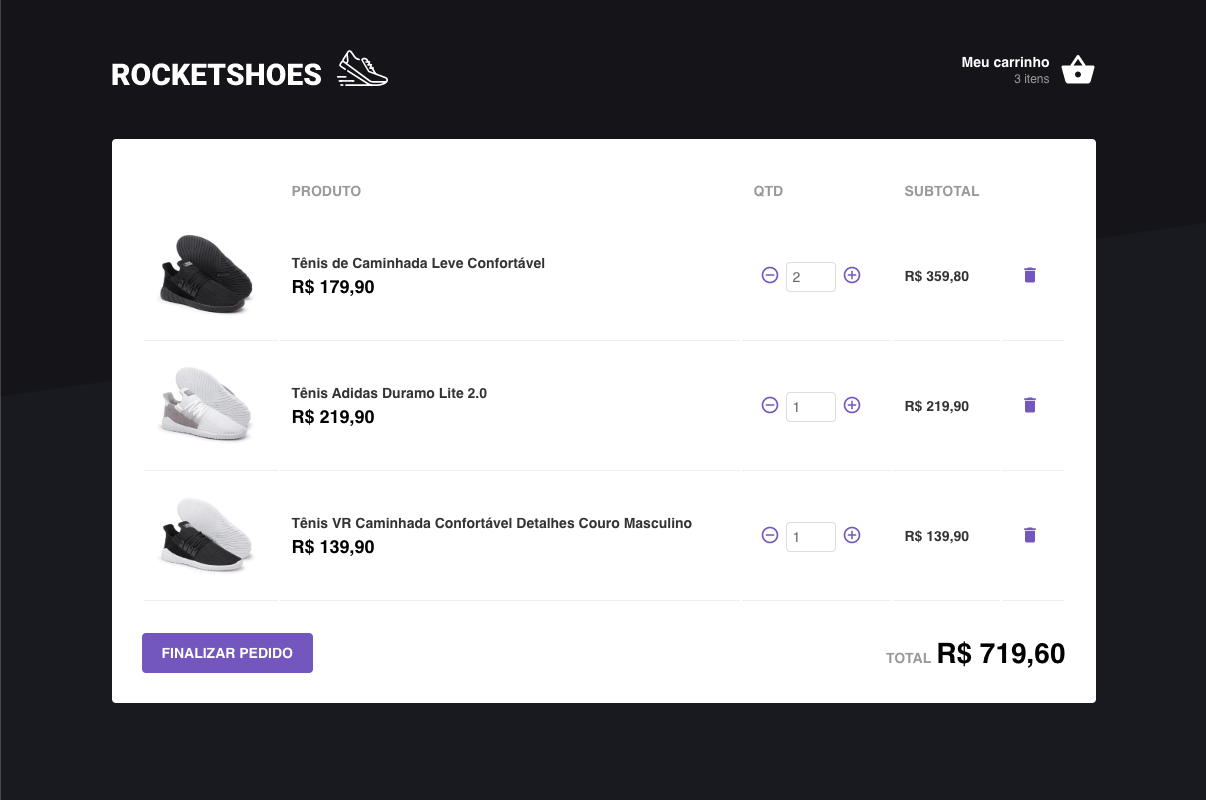 ROCKETSHOES
Meu carrinho
3 itens
PRODUTO QTD SUBTOTAL
Tênis de Caminhada Leve Confortável
R$ 179,90
2
R$ 359,80
Tênis Adidas Duramo Lite 2.0
R$ 219,90
1
R$ 219,90
Tênis VR Caminhada Confortável Detalhes Couro Masculino
R$ 139,90
1
R$ 139,90
FINALIZAR PEDIDO
TOTAL R$ 719,60